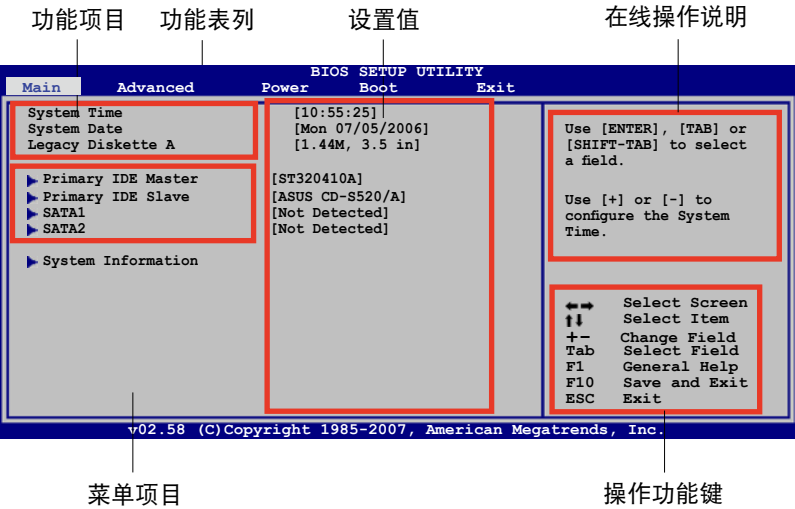 功能项目 功能表列 设置值 在线操作说明
BIOS SETUP UTILITY
Main Advanced Power Boot Exit
System Time [10:55:25]
System Date [Mon 07/05/2006]
Legacy Diskette A [1.44M, 3.5 in]
Primary IDE Master [ST320410A]
Primary IDE Slave [ASUS CD-S520/A]
SATA1 [Not Detected]
SATA2 [Not Detected]
System Information
Use [ENTER], [TAB] or
[SHIFT-TAB] to select
a field.
Use [+] or [-] to
configure the System
Time.
←→ Select Screen
↑↓ Select Item
+- Change Field
Tab Select Field
F1 General Help
F10 Save and Exit
ESC Exit
v02.58 (C)Copyright 1985-2007, American Megatrends, Inc.
菜单项目 操作功能键